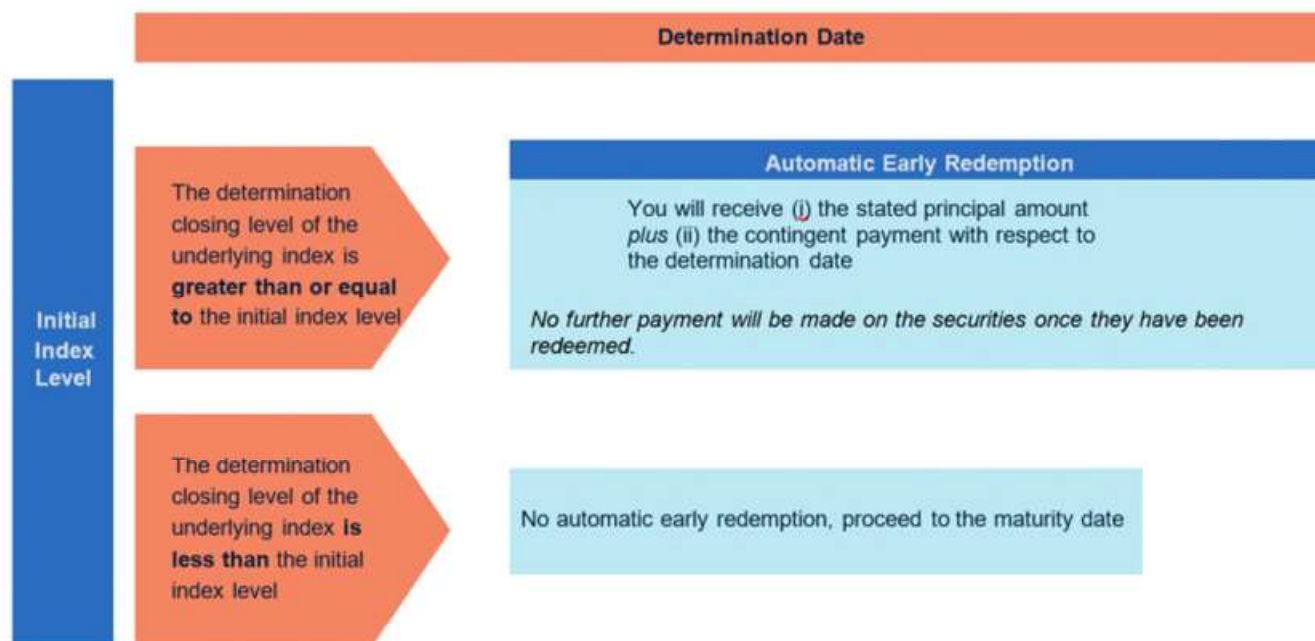 Determination Date
Initial
Index
Level
The determination
closing level of the
underlying index is
greater than or equal
to the initial index level
Automatic Early Redemption
You will receive (i) the stated principal amount
plus (ii) the contingent payment with respect to
the determination date
No further payment will be made on the securities once they have been
redeemed.
The determination
closing level of the
underlying index is
less than the initial
index level
No automatic early redemption, proceed to the maturity date